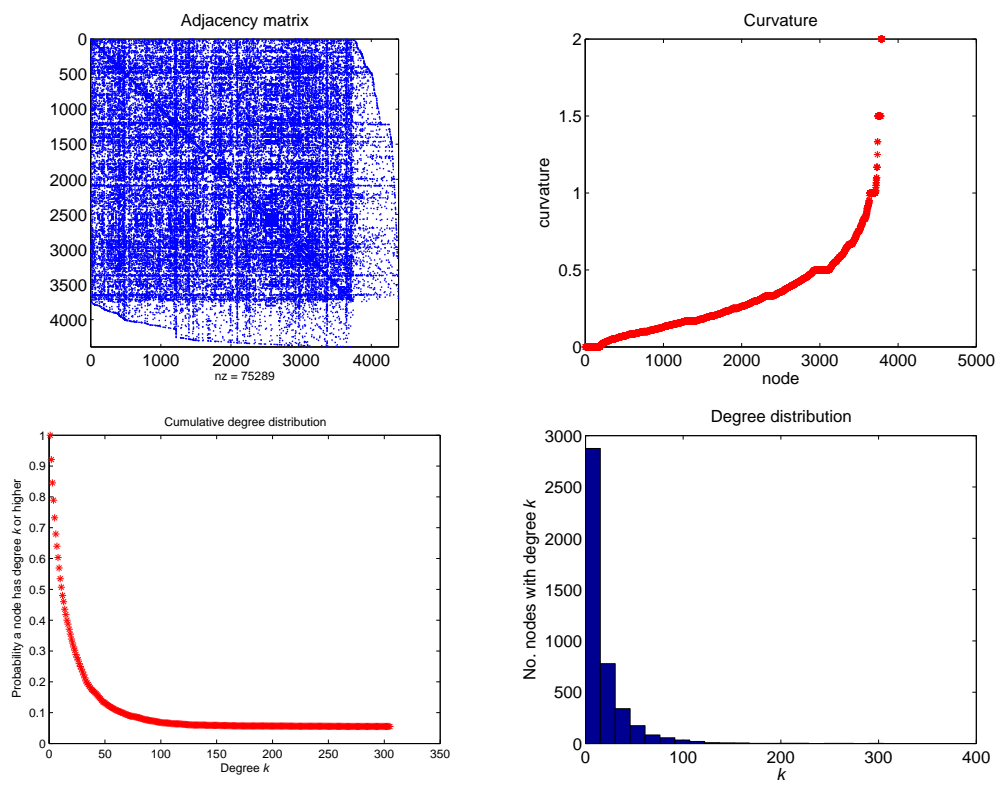 Adjacency matrix
0
500
1000
1500
2000
2500
3000
3500
4000
0 1000 2000 3000 4000
nz = 75289
Curvature
2
1.5
1
0.5
0
curvature
0 1000 2000 3000 4000 5000
node
Cumulative degree distribution
1
0.9
0.8
0.7
0.6
0.5
0.4
0.3
0.2
0.1
0
Probability a node has degree k or higher
0 50 100 150 200 250 300 350
Degree k
Degree distribution
3000
2500
2000
1500
1000
500
0
No. nodes with degree k
0 100 200 300 400
k